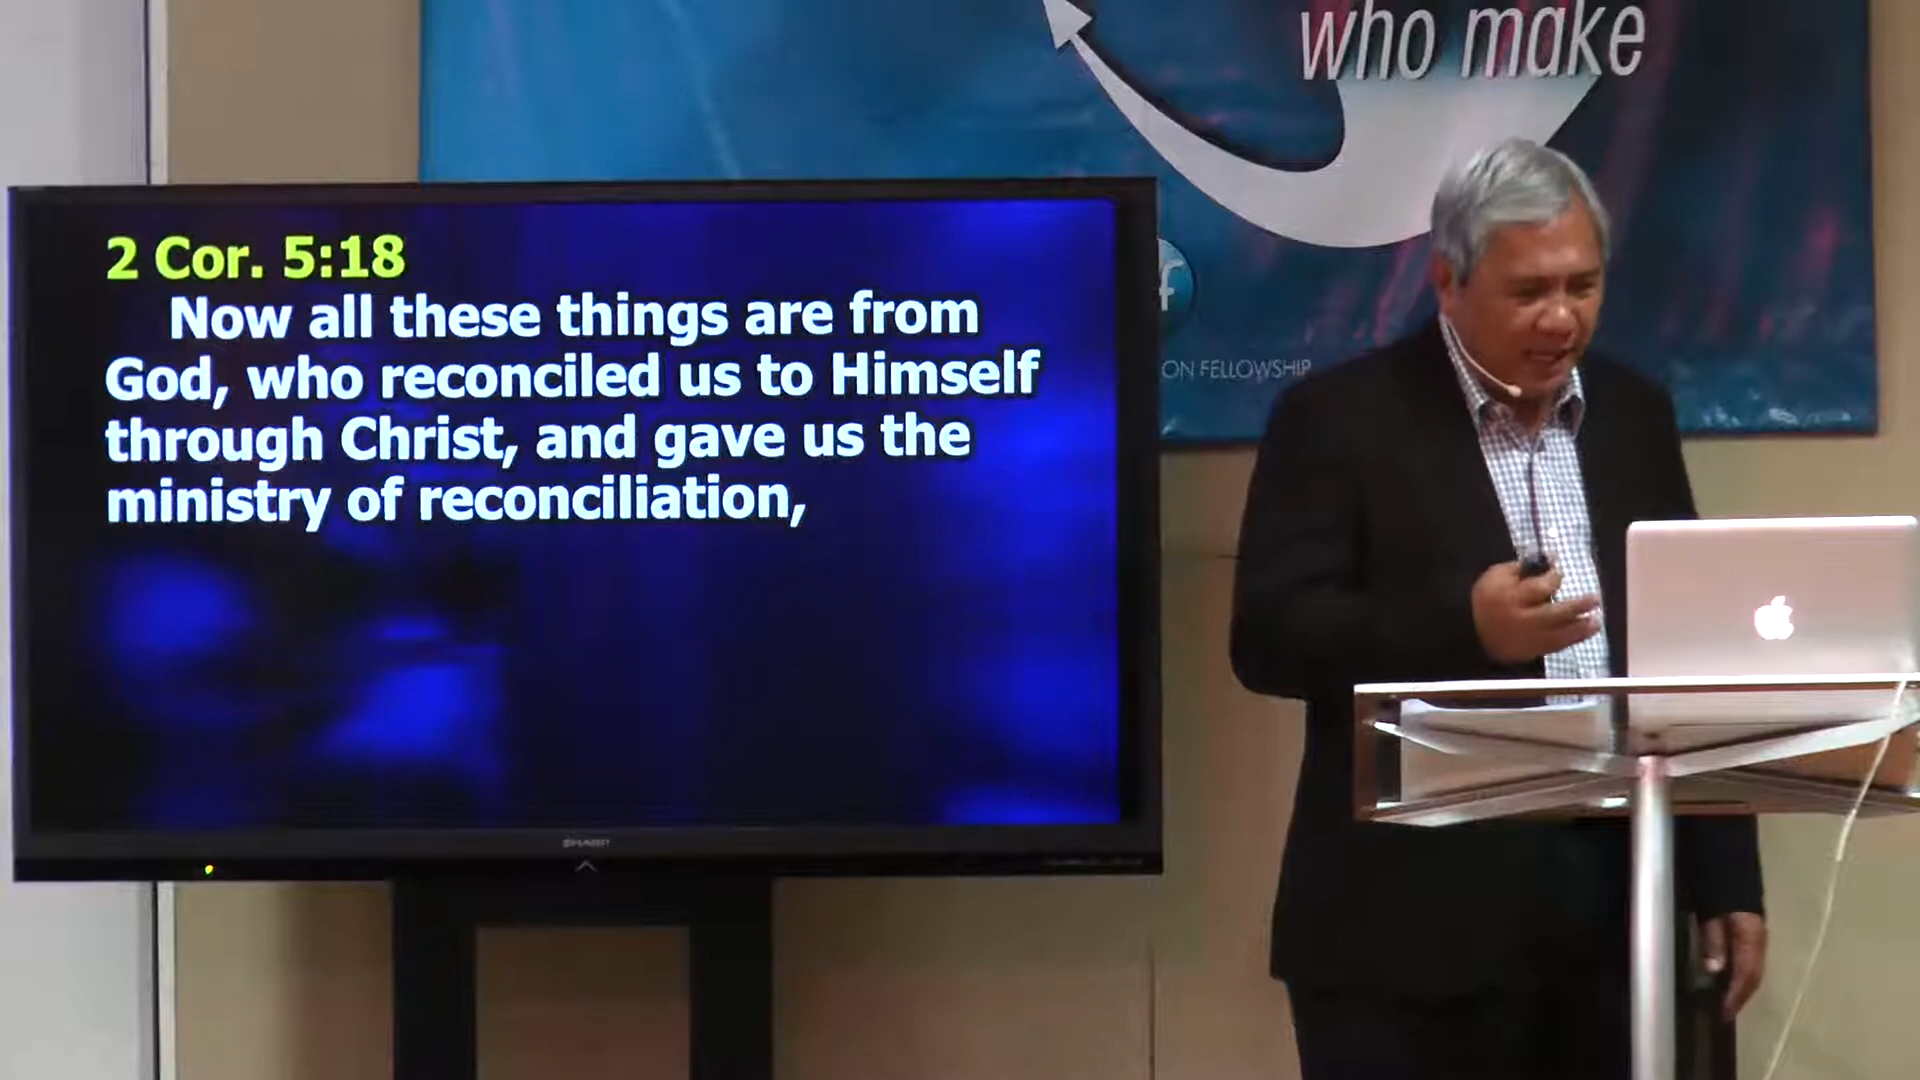 who make
2 Cor. 5:18
Now all these things are from
God, who reconciled us to Himself
through Christ, and gave us the
ministry of reconciliation,
f
ON FELLOWSHIP
SHARP